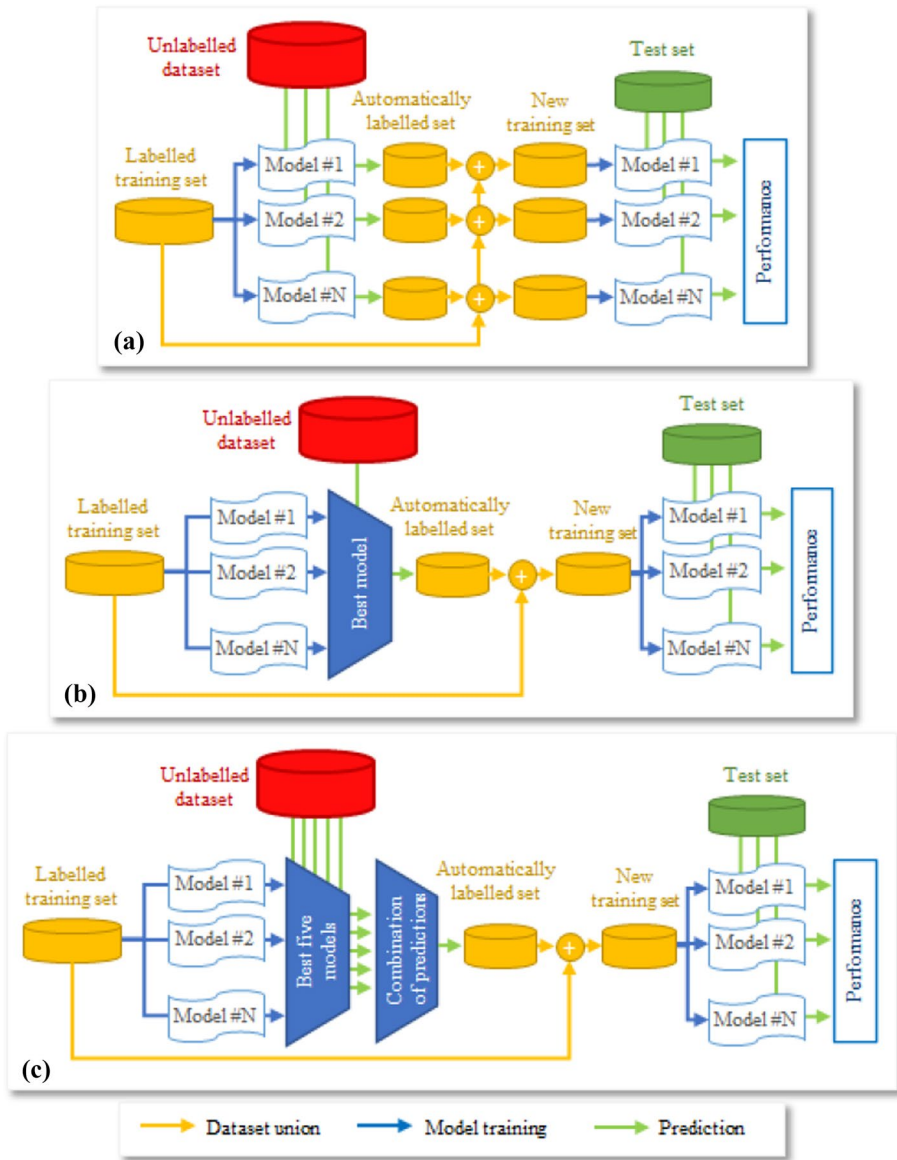 Unlabelled
dataset
Test set
Automatically
labelled set
New
training set
Labelled
training set
Model #1
Model #2
Model #N
Model #1
Model #2
Model #N
Performance
(a)
Unlabelled
dataset
Test set
Labelled
training set
Model #1
Model #2
Model #N
Best model
Automatically
labelled set
New
training set
Model #1
Model #2
Model #N
Performance
(b)
Unlabelled
dataset
Test set
Labelled
training set
Model #1
Model #2
Model #N
Best five
models
Combination
of predictions
Automatically
labelled set
New
training set
Model #1
Model #2
Model #N
Performance
(c)
Dataset union
Model training
Prediction